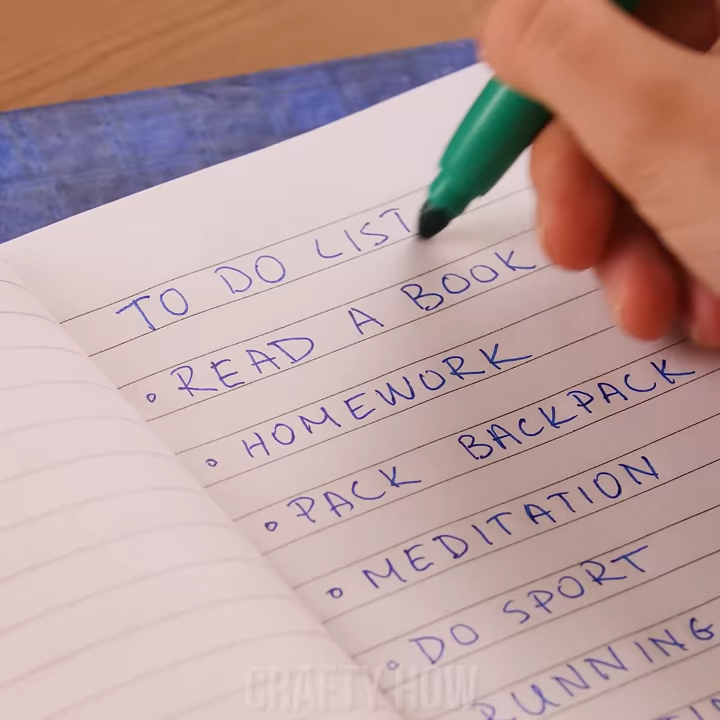 TO DO LIST
• READ A BOOK
• HOMEWORK
• PACK BACKPACK
• MEDITATION
• DO SPORT
RUNNING
CRAFTY HOW